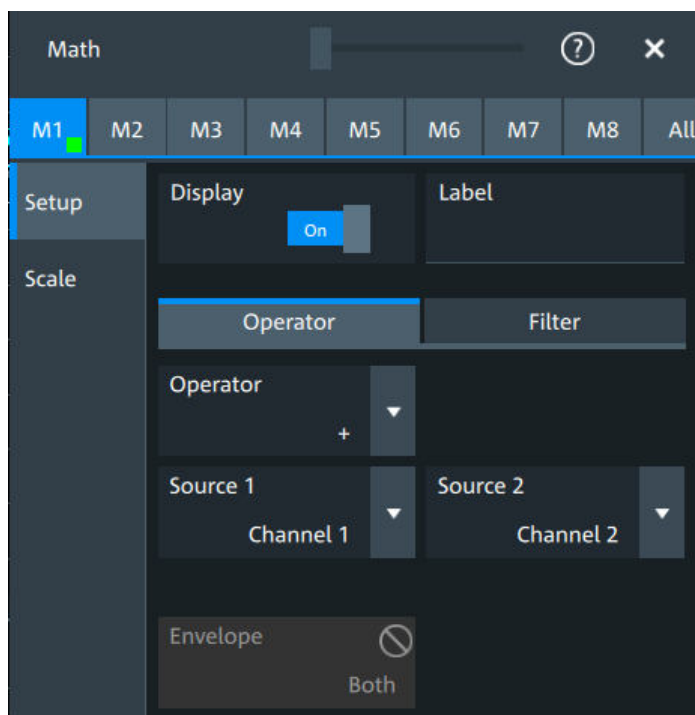 Math ?
M1 M2 M3 M4 M5 M6 M7 M8 All
Setup
Display Label
On
Scale
Operator Filter
Operator
+
Source 1 Source 2
Channel 1 Channel 2
Envelope
Both